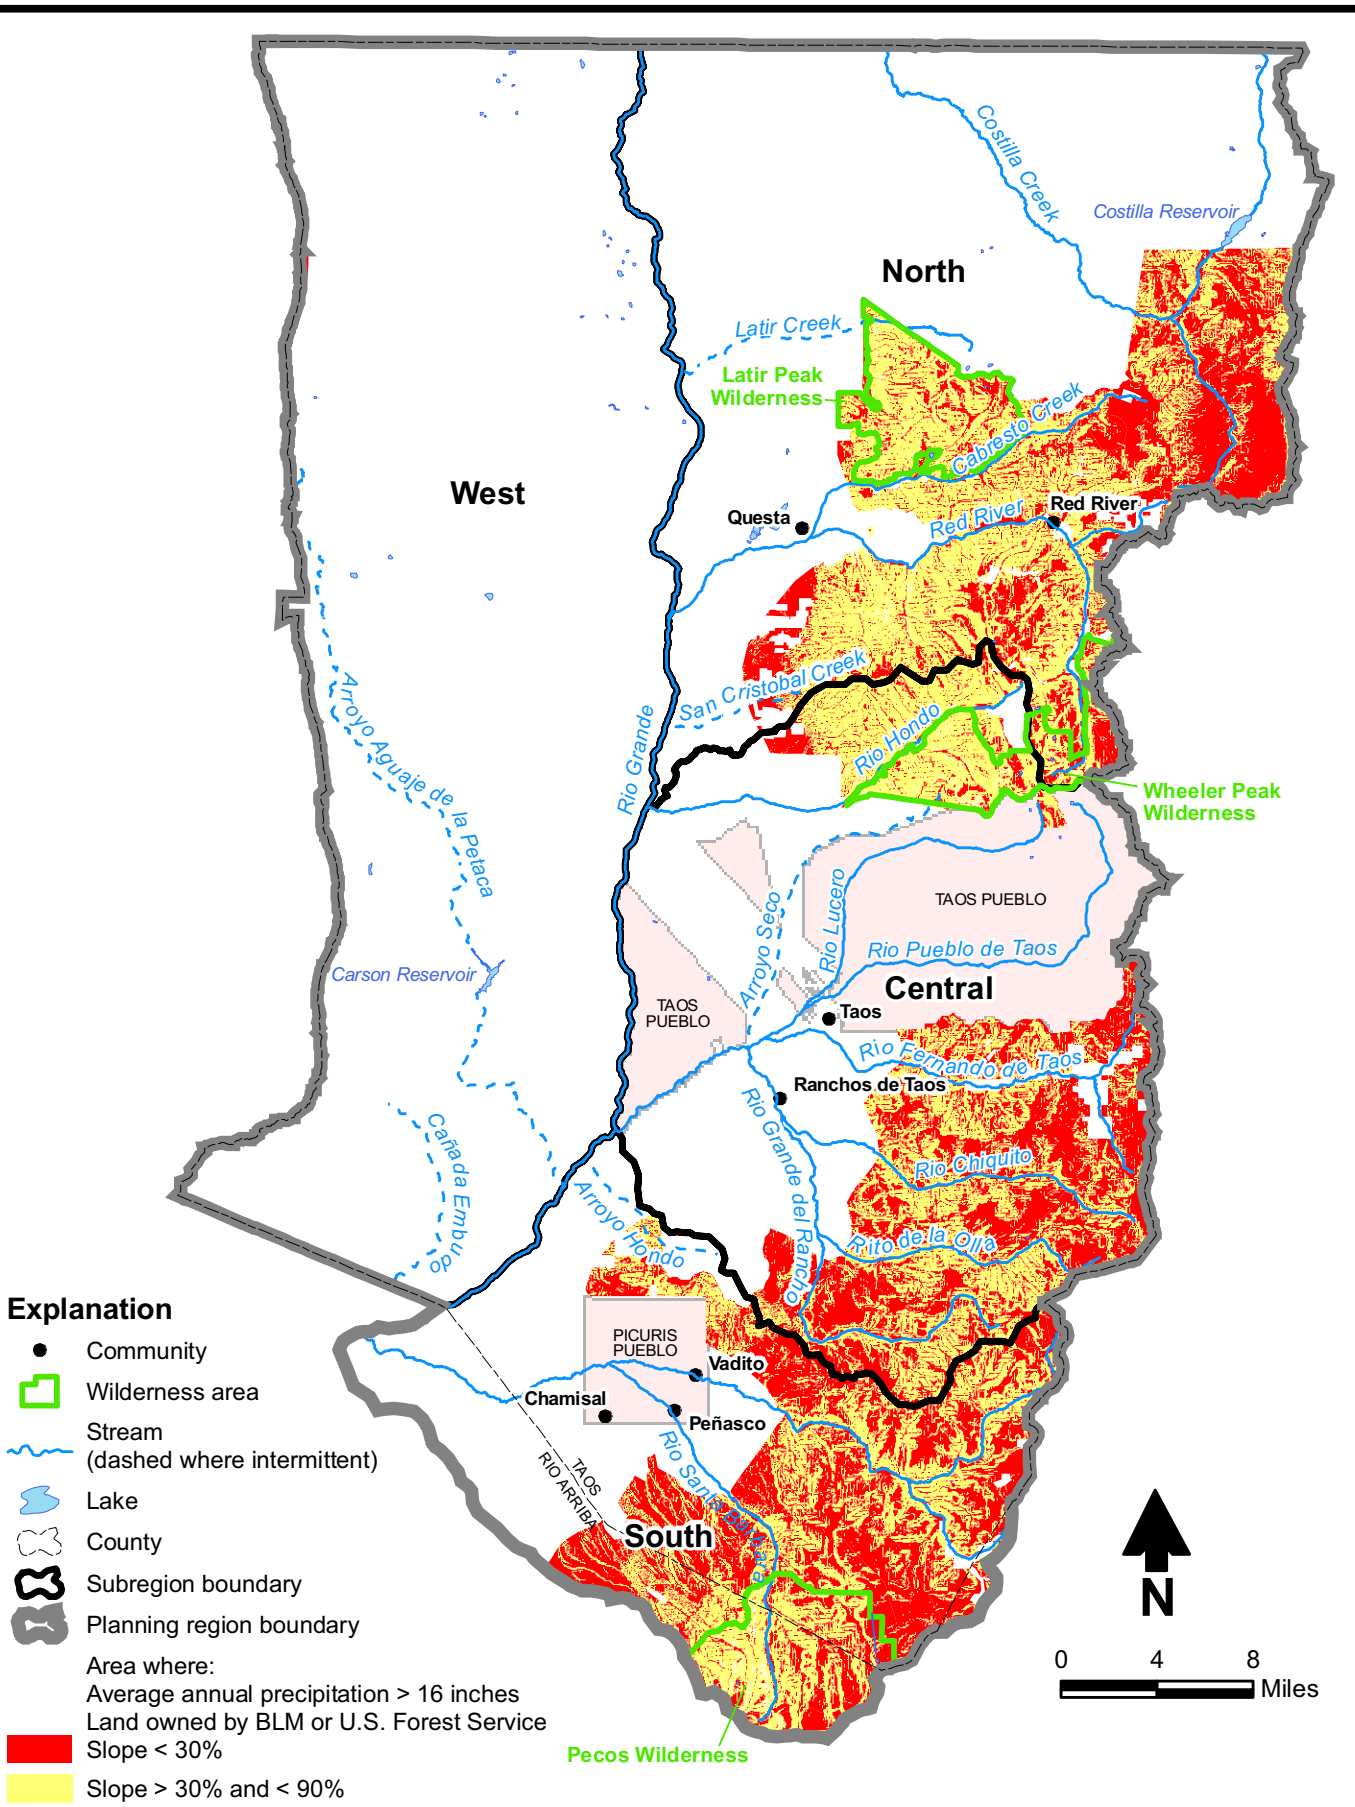 Costilla Creek
Costilla Reservoir
North
Latir Creek
Latir Peak
Wilderness
Cabresto Creek
West
Questa
Red River
Red River
San Cristobal Creek
Rio Grande
Rio Hondo
Arroyo Aguaje de la Petaca
Wheeler Peak
Wilderness
TAOS PUEBLO
Arroyo Seco
Rio Lucero
Rio Pueblo de Taos
Carson Reservoir
Central
TAOS
PUEBLO
Taos
Rio Fernando de Taos
Ranchos de Taos
Rio Grande del Rancho
Cañada Embudo
Rio Chiquito
Arroyo Hondo
Rito de la Olla
PICURIS
PUEBLO
Vadito
Chamisal
Peñasco
Rio Santa Barbara
TAOS
RIO ARRIBA
South
Pecos Wilderness
N
0 4 8
Miles
Explanation
Community
Wilderness area
Stream
(dashed where intermittent)
Lake
County
Subregion boundary
Planning region boundary
Area where:
Average annual precipitation > 16 inches
Land owned by BLM or U.S. Forest Service
Slope < 30%
Slope > 30% and < 90%